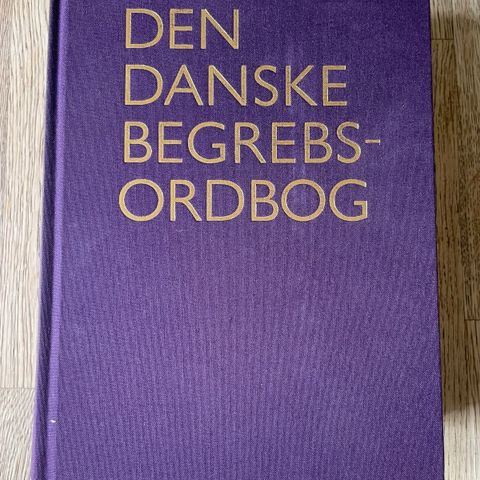 DEN
DANSKE
BEGREBS-
ORDBOG